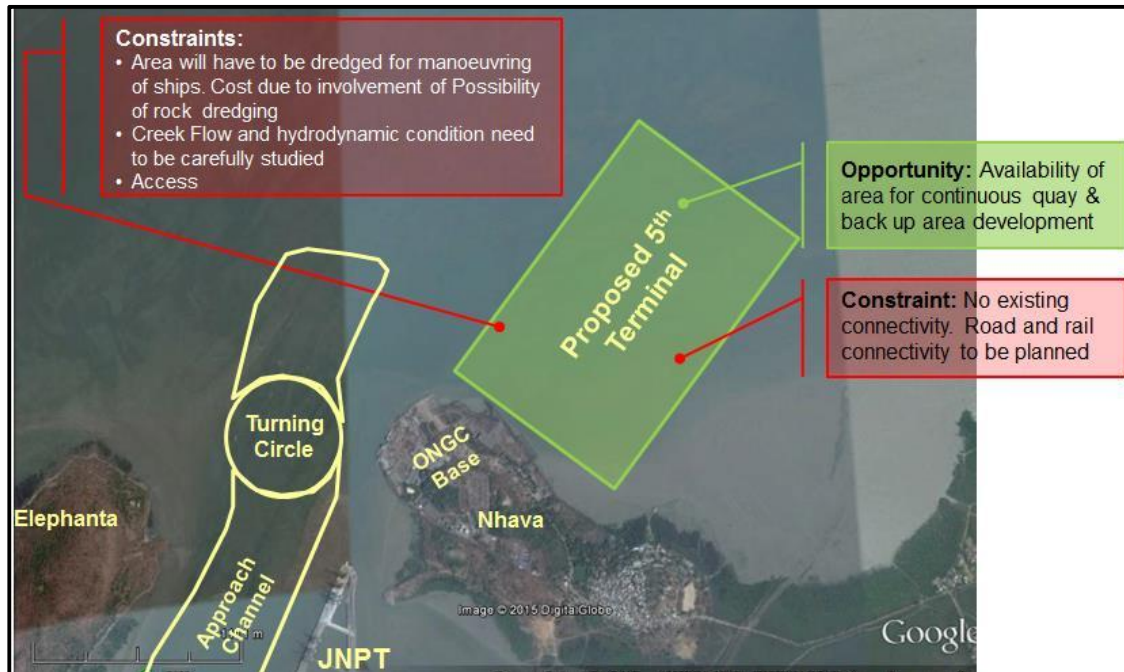 Constraints:
• Area will have to be dredged for manoeuvring
of ships. Cost due to involvement of Possibility
of rock dredging
• Creek Flow and hydrodynamic condition need
to be carefully studied
• Access
Opportunity: Availability of
area for continuous quay &
back up area development
Proposed 5th
Terminal
Constraint: No existing
connectivity. Road and rail
connectivity to be planned
Turning
Circle
ONGC
Base
Elephanta
Nhava
Approach
Channel
Image © 2015 DigitalGlobe
Google
JNPT